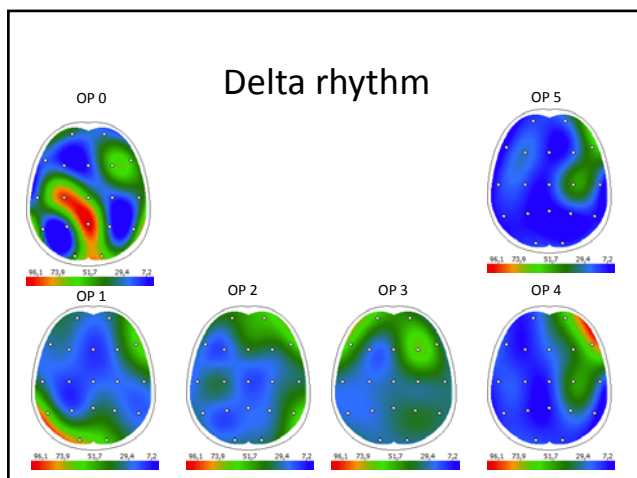 Delta rhythm
OP 0
OP 5
96,1 73,9 51,7 29,4 7,2
96,1 73,9 51,7 29,4 7,2
OP 1
OP 2
OP 3
OP 4
96,1 73,9 51,7 29,4 7,2
96,1 73,9 51,7 29,4 7,2
96,1 73,9 51,7 29,4 7,2
96,1 73,9 51,7 29,4 7,2